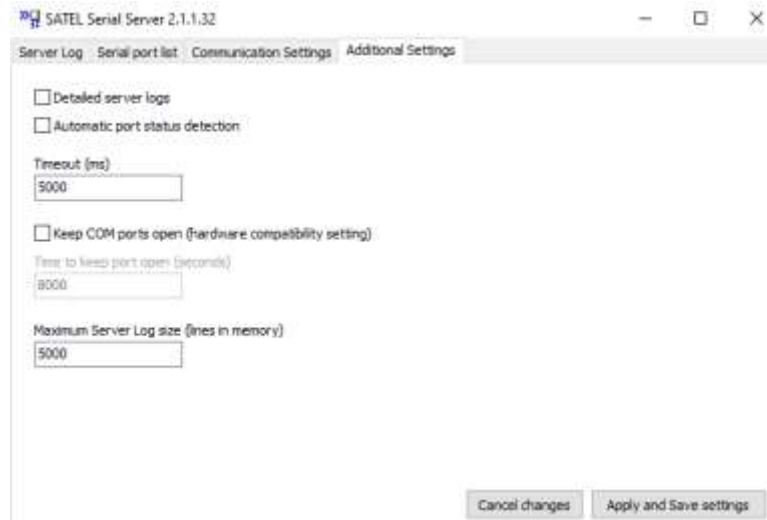 SATEL Serial Server 2.1.1.32
Server Log Serial port list Communication Settings Additional Settings
Detailed server logs
Automatic port status detection
Timeout (ms)
5000
Keep COM ports open (hardware compatibility setting)
Time to keep port open (seconds)
8000
Maximum Server Log size (lines in memory)
5000
Cancel changes Apply and Save settings